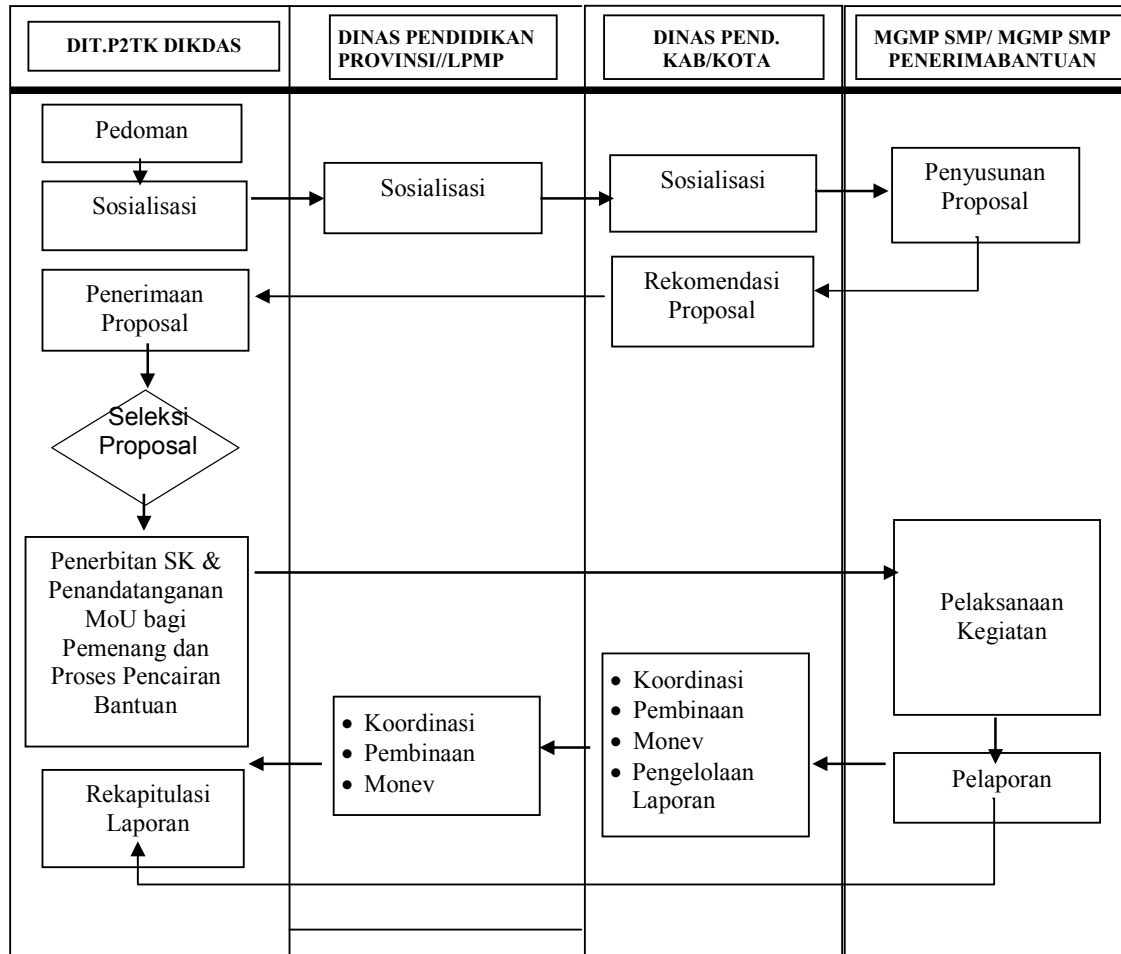 DIT.P2TK DIKDAS
DINAS PENDIDIKAN
PROVINSI//LPMP
DINAS PEND.
KAB/KOTA
MGMP SMP/ MGMP SMP
PENERIMABANTUAN
Pedoman
Sosialisasi
Sosialisasi
Sosialisasi
Penyusunan
Proposal
Penerimaan
Proposal
Rekomendasi
Proposal
Seleksi
Proposal
Penerbitan SK &
Penandatanganan
MoU bagi
Pemenang dan
Proses Pencairan
Bantuan
Pelaksanaan
Kegiatan
• Koordinasi
• Pembinaan
• Monev
• Pengelolaan
Laporan
• Koordinasi
• Pembinaan
• Monev
Pelaporan
Rekapitulasi
Laporan